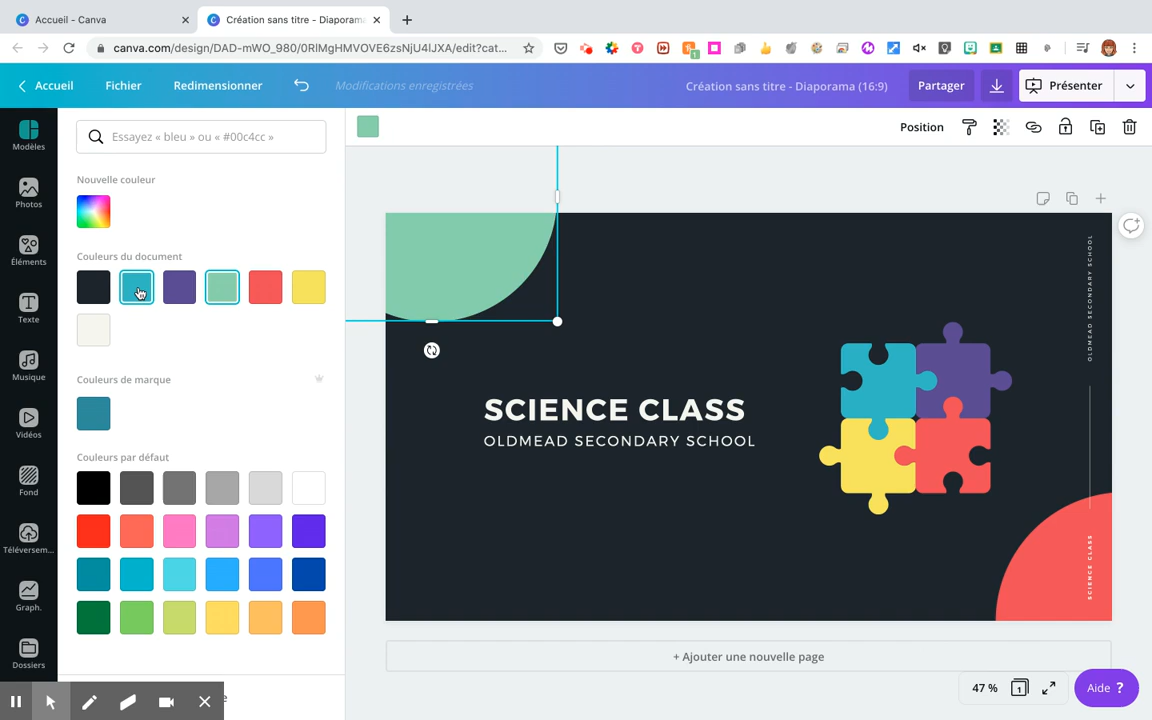 Accueil - Canva
Création sans titre - Diaporama
canva.com/design/DAD-mWO_980/0RlMgHMVOVE6zsNjU4lJXA/edit?cat...
Accueil
Fichier
Redimensionner
Modifications enregistrées
Création sans titre - Diaporama (16:9)
Partager
Présenter
Modèles
Photos
Éléments
Texte
Musique
Vidéos
Fond
Téléversem...
Graph.
Dossiers
Essayez « bleu » ou « #00c4cc »
Nouvelle couleur
Couleurs du document
Couleurs de marque
Couleurs par défaut
Position
SCIENCE CLASS
OLDMEAD SECONDARY SCHOOL
OLDMEAD SECONDARY SCHOOL
SCIENCE CLASS
+ Ajouter une nouvelle page
47 %
1
Aide ?